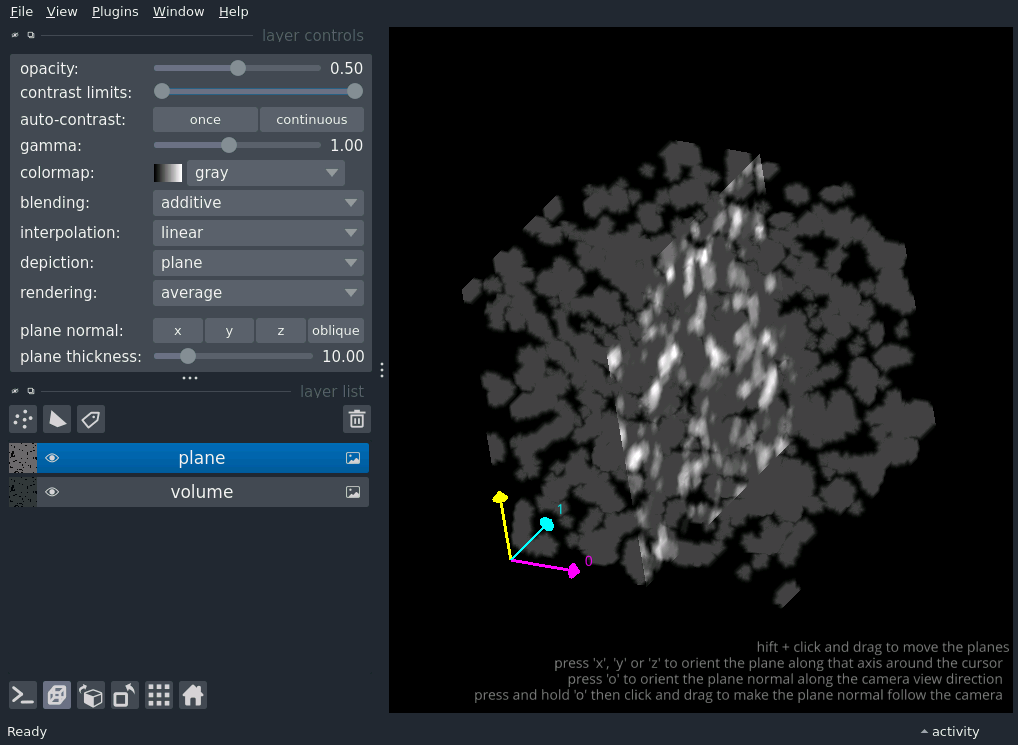 File View Plugins Window Help
layer controls
opacity: 0.50
contrast limits:
auto-contrast: once continuous
gamma: 1.00
colormap: gray
blending: additive
interpolation: linear
depiction: plane
rendering: average
plane normal: x y z oblique
plane thickness: 10.00
layer list
plane
volume
1
0
hift + click and drag to move the planes
press 'x', 'y' or 'z' to orient the plane along that axis around the cursor
press 'o' to orient the plane normal along the camera view direction
press and hold 'o' then click and drag to make the plane normal follow the camera
Ready activity